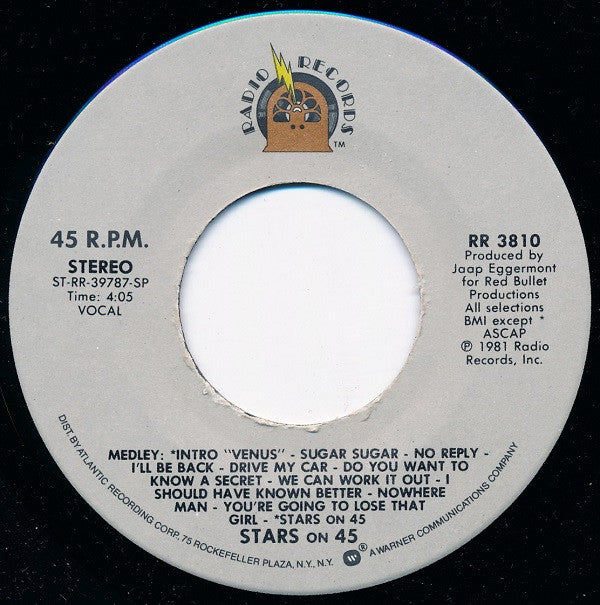 RADIO RECORDS TM
45 R.P.M.
STEREO
ST-RR-39787-SP
Time: 4:05
VOCAL
RR 3810
Produced by
Jaap Eggermont
for Red Bullet
Productions
All selections
BMI except *
ASCAP
℗ 1981 Radio
Records, Inc.
MEDLEY: *INTRO "VENUS" - SUGAR SUGAR - NO REPLY -
I'LL BE BACK - DRIVE MY CAR - DO YOU WANT TO
KNOW A SECRET - WE CAN WORK IT OUT - I
SHOULD HAVE KNOWN BETTER - NOWHERE
MAN - YOU'RE GOING TO LOSE THAT
GIRL - *STARS ON 45
STARS ON 45
DIST. BY ATLANTIC RECORDING CORP. 75 ROCKEFELLER PLAZA, N.Y., N.Y. W ® A WARNER COMMUNICATIONS COMPANY